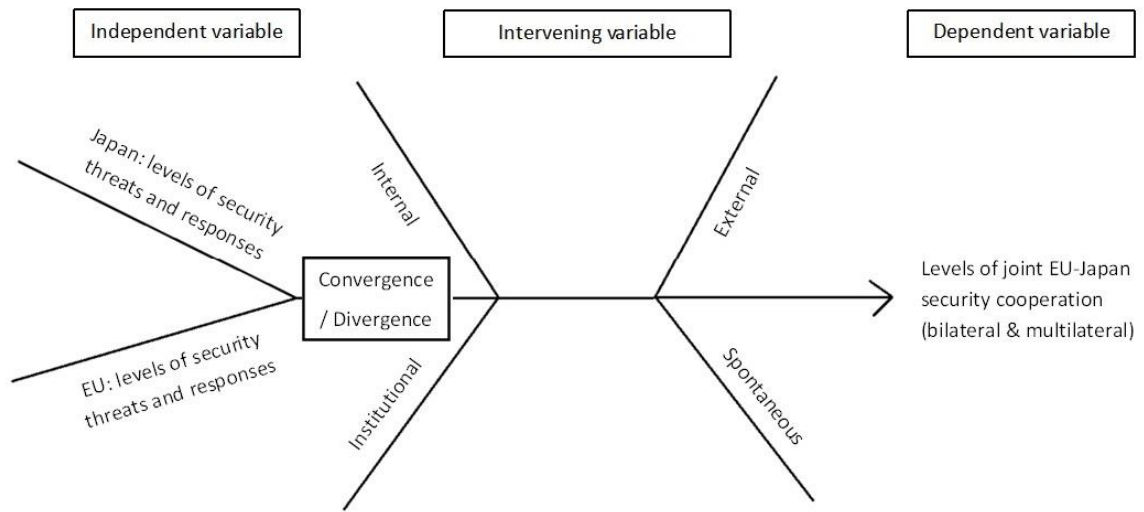 Independent variable
Intervening variable
Dependent variable
Japan: levels of security
threats and responses
EU: levels of security
threats and responses
Convergence
/ Divergence
Internal
Institutional
External
Spontaneous
Levels of joint EU-Japan
security cooperation
(bilateral & multilateral)